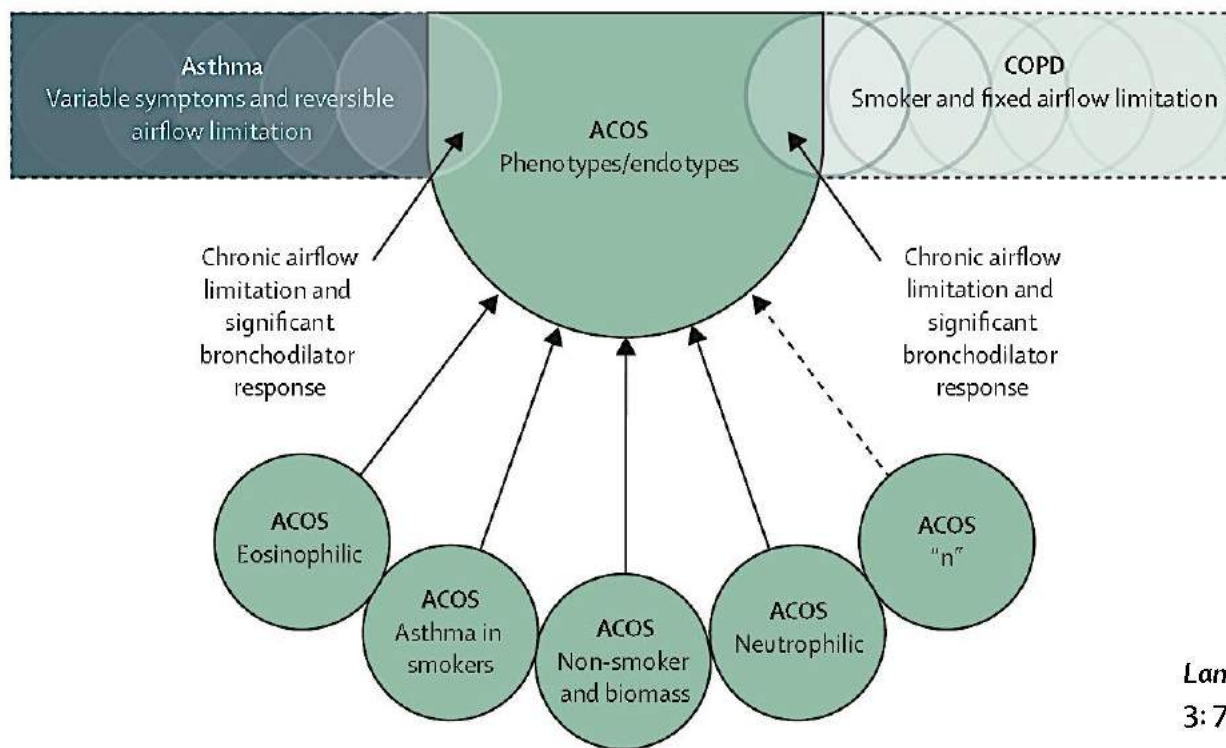 Asthma
Variable symptoms and reversible
airflow limitation
ACOS
Phenotypes/endotypes
COPD
Smoker and fixed airflow limitation
Chronic airflow
limitation and
significant
bronchodilator
response
Chronic airflow
limitation and
significant
bronchodilator
response
ACOS
Eosinophilic
ACOS
Asthma in
smokers
ACOS
Non-smoker
and biomass
ACOS
Neutrophilic
ACOS
“n”
Lan
3: 7